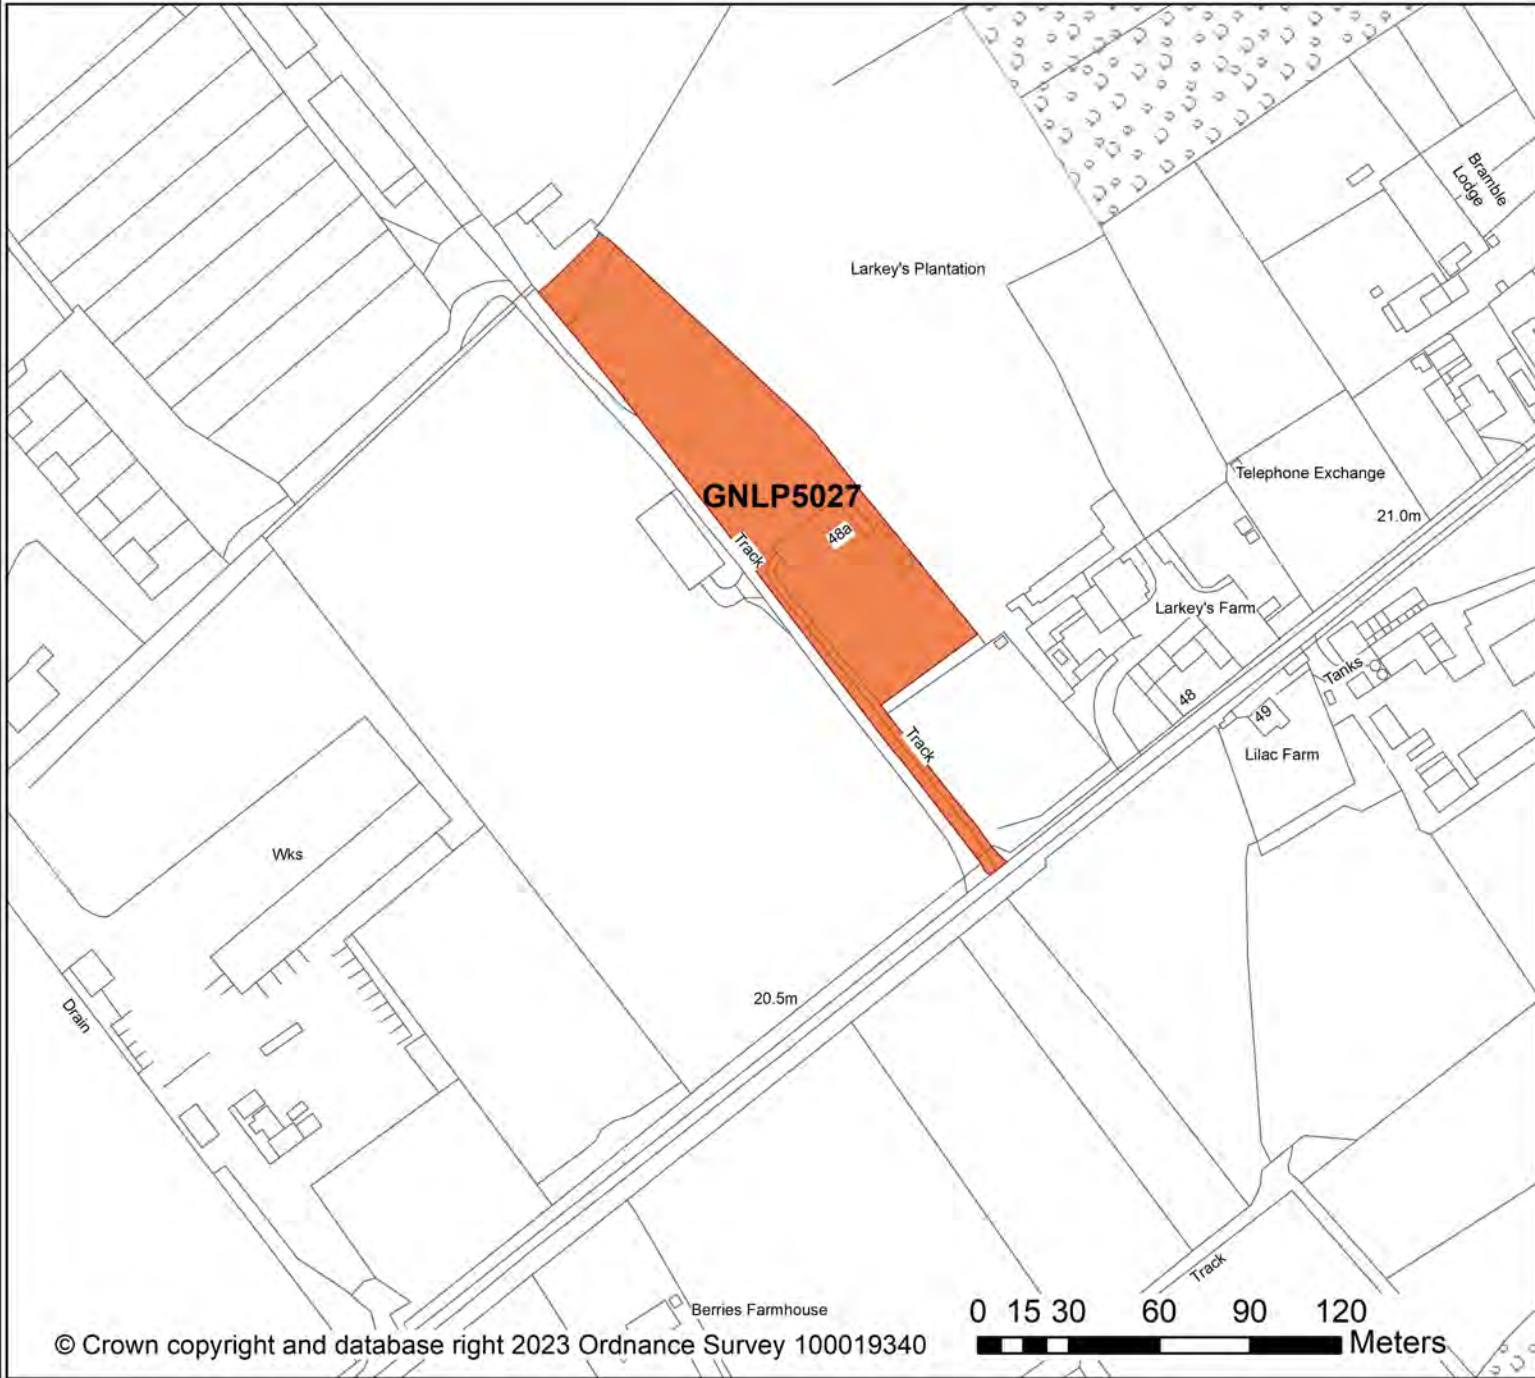 Bramble
Lodge
Larkey's Plantation
Telephone Exchange
GNLP5027
21.0m
48a
Track
Larkey's Farm
Tanks
48
49
Track
Lilac Farm
Wks
20.5m
Drain
Track
Berries Farmhouse
0 15 30 60 90 120
Meters
© Crown copyright and database right 2023 Ordnance Survey 100019340